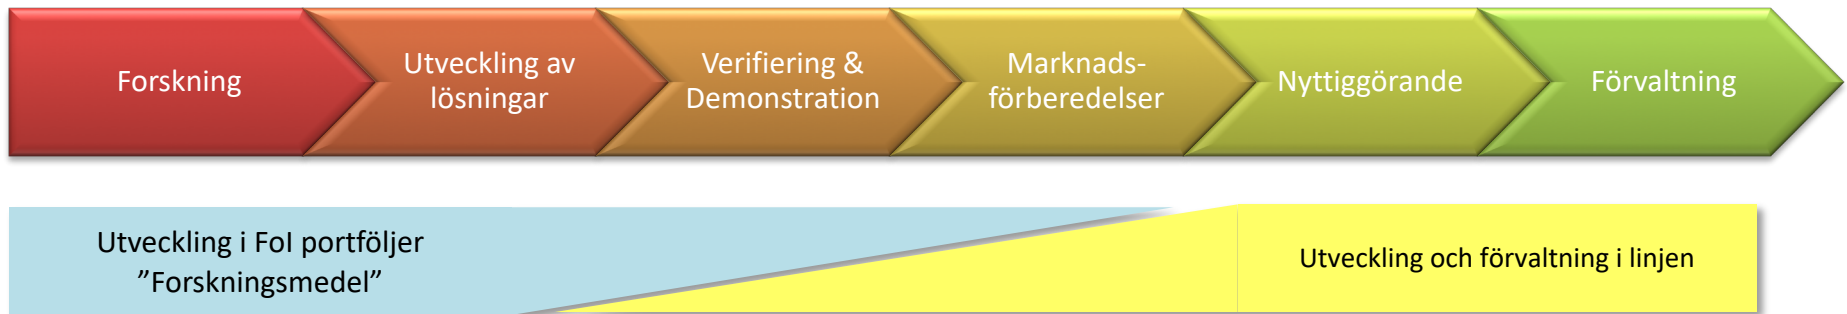 Forskning
Utveckling av
lösningar
Verifiering &
Demonstration
Marknads-
förberedelser
Nyttiggörande
Förvaltning
Utveckling i FoI portföljer
”Forskningsmedel”
Utveckling och förvaltning i linjen